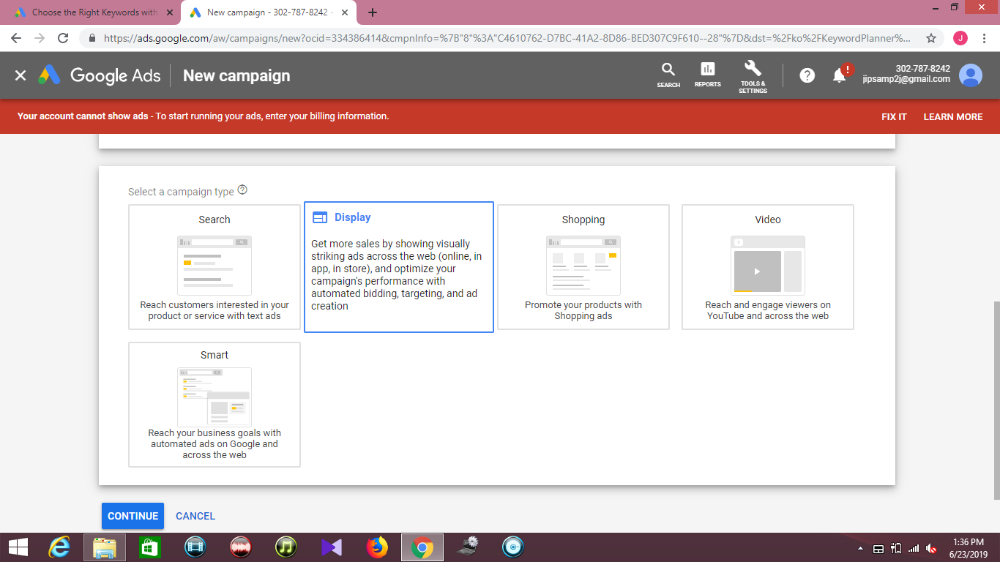 Choose the Right Keywords with
New campaign - 302-787-8242 -
https://ads.google.com/aw/campaigns/new?ocid=334386414&cmpnInfo=%7B"8"%3A"C4610762-D7BC-41A2-8D86-BED307C9F610--28"%7D&dst=%2Fko%2FKeywordPlanner%...
J
Google Ads
New campaign
SEARCH
REPORTS
TOOLS &
SETTINGS
302-787-8242
jipsamp2j@gmail.com
Your account cannot show ads - To start running your ads, enter your billing information.
FIX IT
LEARN MORE
Select a campaign type
Search
Reach customers interested in your
product or service with text ads
Display
Get more sales by showing visually
striking ads across the web (online, in
app, in store), and optimize your
campaign's performance with
automated bidding, targeting, and ad
creation
Shopping
Promote your products with
Shopping ads
Video
Reach and engage viewers on
YouTube and across the web
Smart
Reach your business goals with
automated ads on Google and
across the web
CONTINUE
CANCEL
1:36 PM
6/23/2019